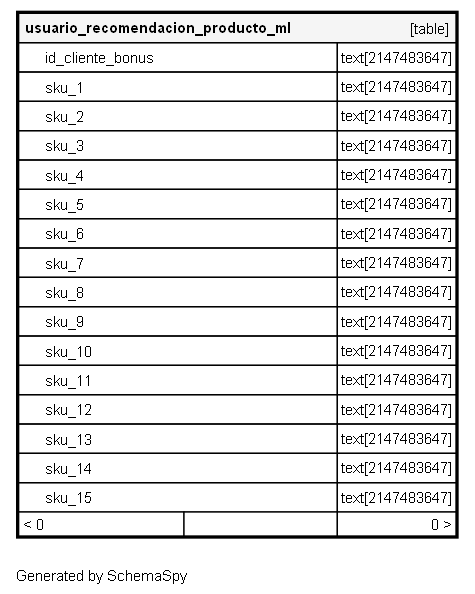 usuario_recomendacion_producto_ml [table]
id_cliente_bonus text[2147483647]
sku_1 text[2147483647]
sku_2 text[2147483647]
sku_3 text[2147483647]
sku_4 text[2147483647]
sku_5 text[2147483647]
sku_6 text[2147483647]
sku_7 text[2147483647]
sku_8 text[2147483647]
sku_9 text[2147483647]
sku_10 text[2147483647]
sku_11 text[2147483647]
sku_12 text[2147483647]
sku_13 text[2147483647]
sku_14 text[2147483647]
sku_15 text[2147483647]
< 0 0 >
Generated by SchemaSpy